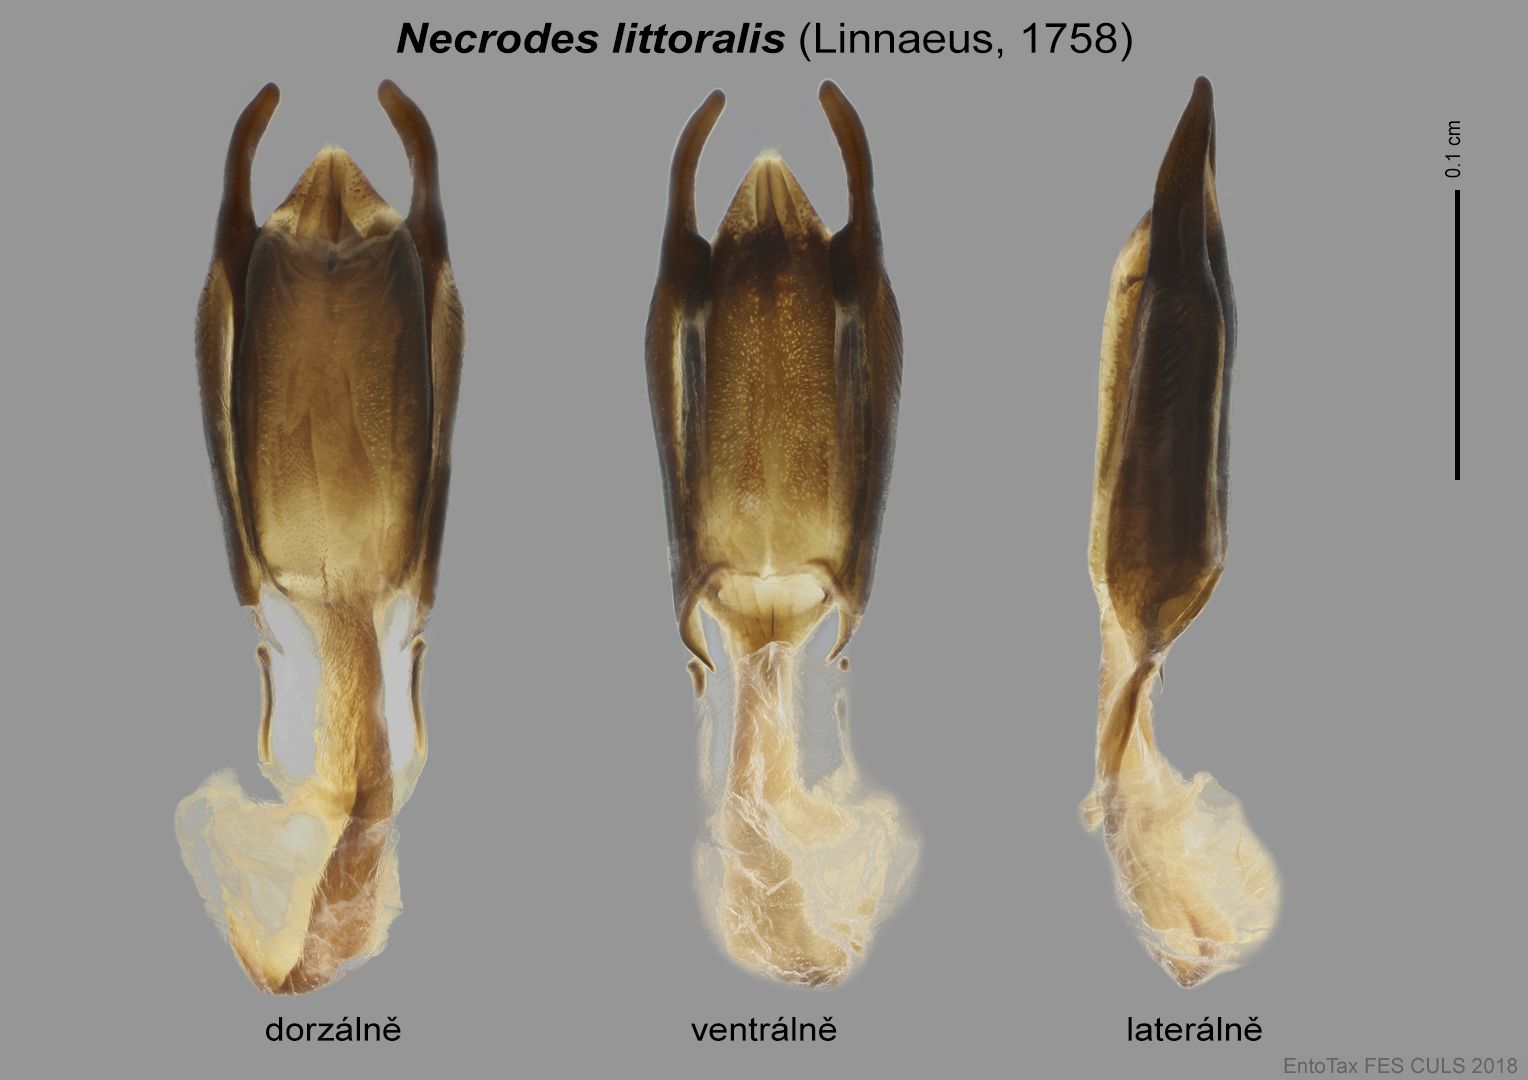 Necrodes littoralis (Linnaeus, 1758)
0.1 cm
dorzálně
ventrálně
laterálně
EntoTax FES CULS 2018